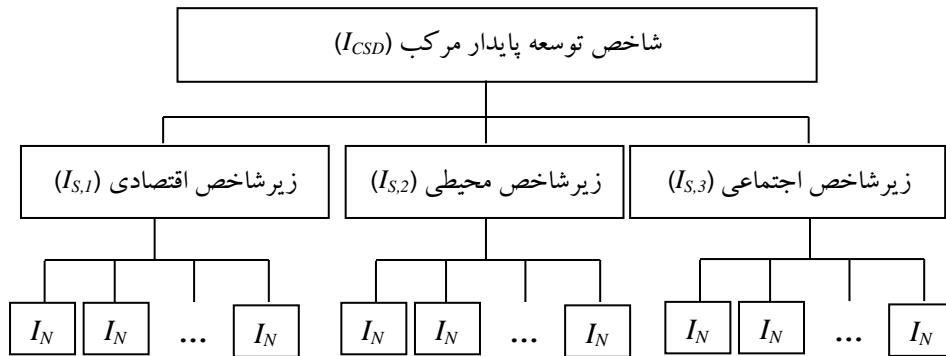 شاخص توسعه پایدار مرکب (I_CSD)
زیرشاخص اجتماعی (I_S,3)
زیرشاخص محیطی (I_S,2)
زیرشاخص اقتصادی (I_S,1)
I_N I_N ... I_N I_N I_N ... I_N I_N I_N ... I_N